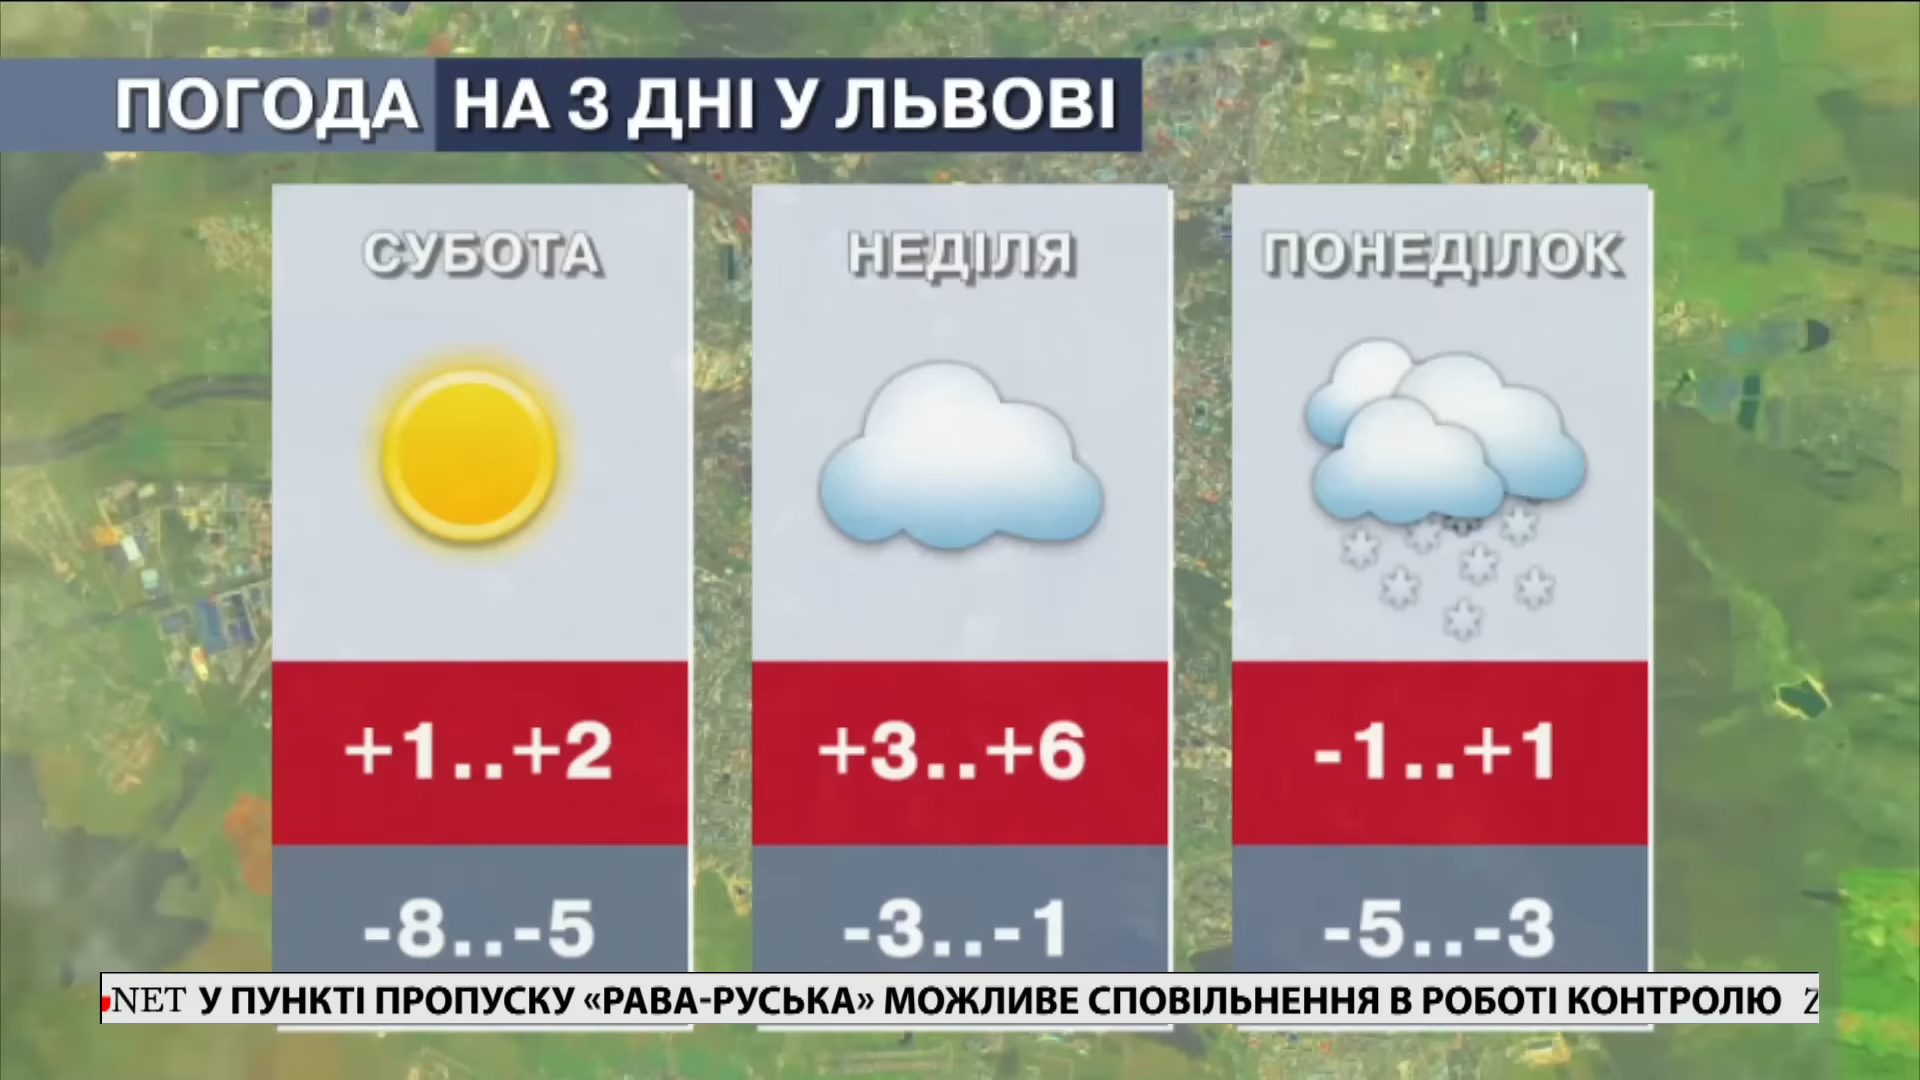 ПОГОДА НА 3 ДНІ У ЛЬВОВІ
СУБОТА
+1..+2
-8..-5
НЕДІЛЯ
+3..+6
-3..-1
ПОНЕДІЛОК
-1..+1
-5..-3
NET У ПУНКТІ ПРОПУСКУ «РАВА-РУСЬКА» МОЖЛИВЕ СПОВІЛЬНЕННЯ В РОБОТІ КОНТРОЛЮ Z